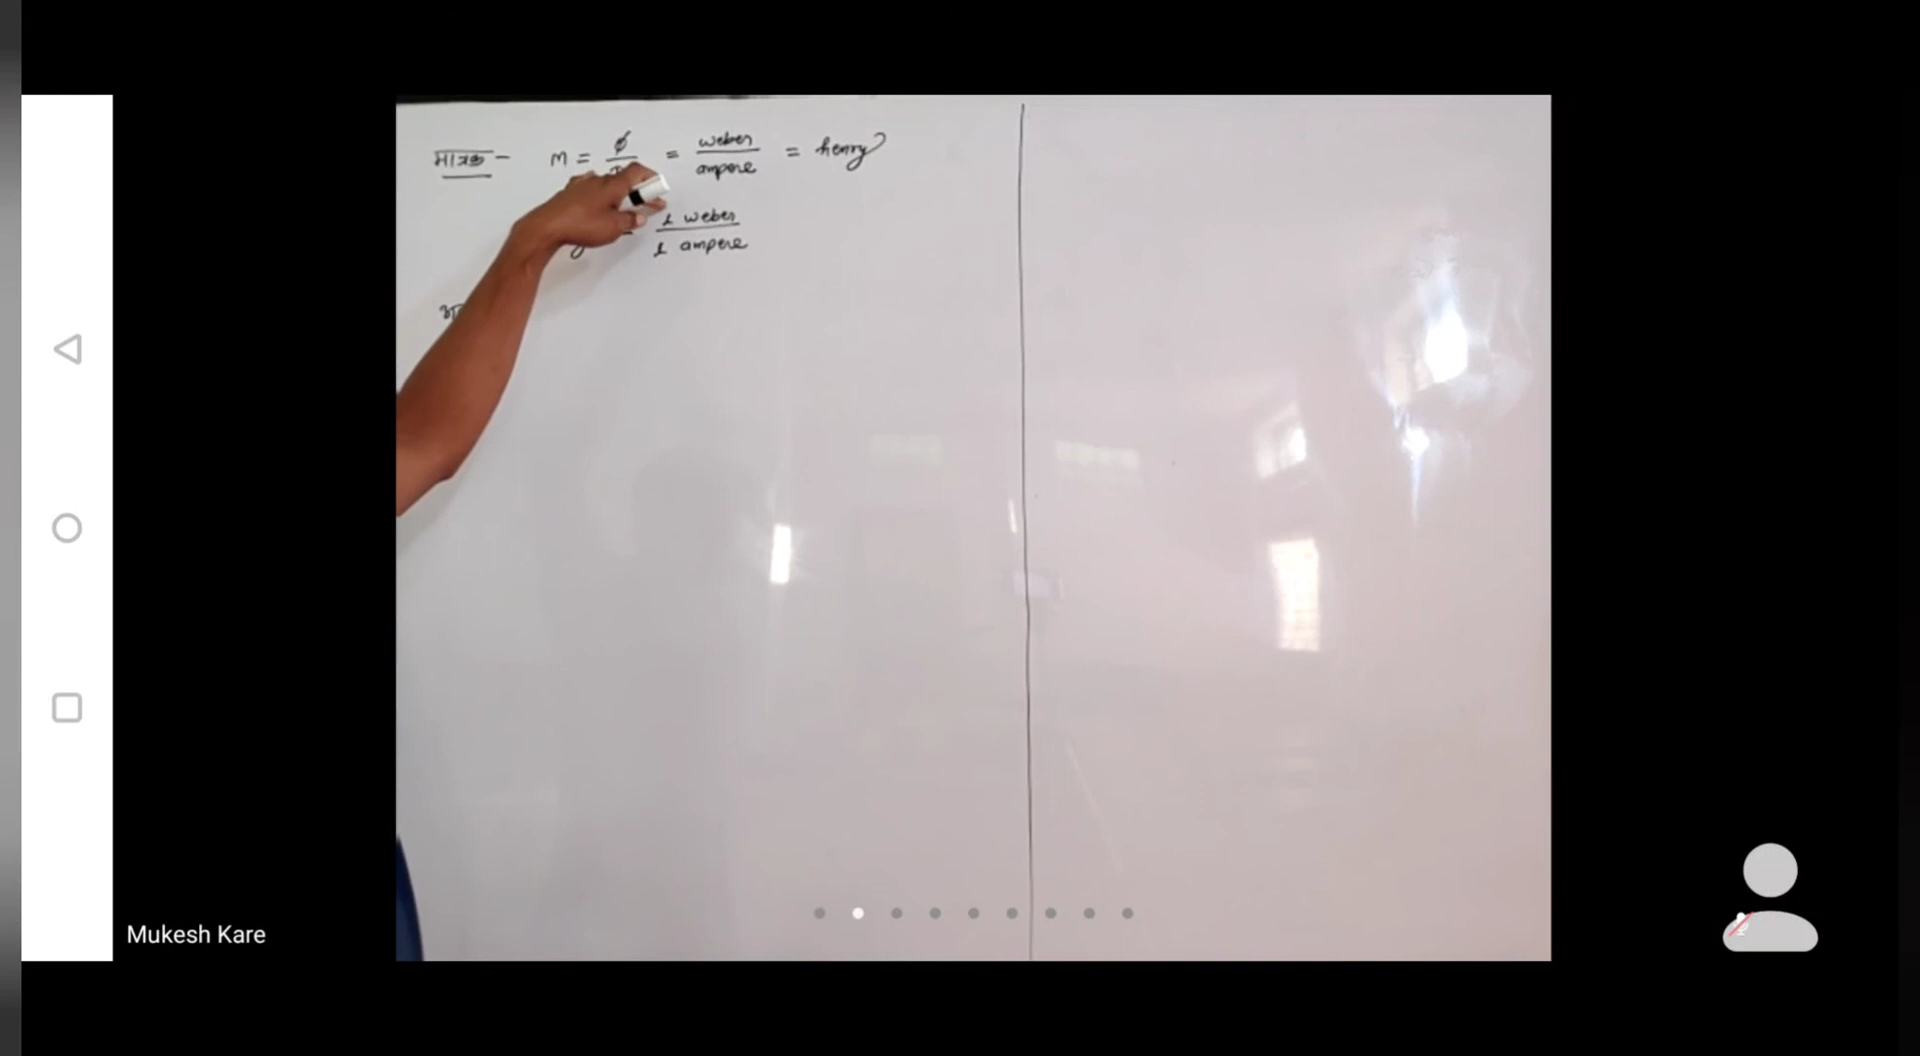 मात्रक - M = φ/I = weber/ampere = henry
= 1 weber/1 ampere
Mukesh Kare